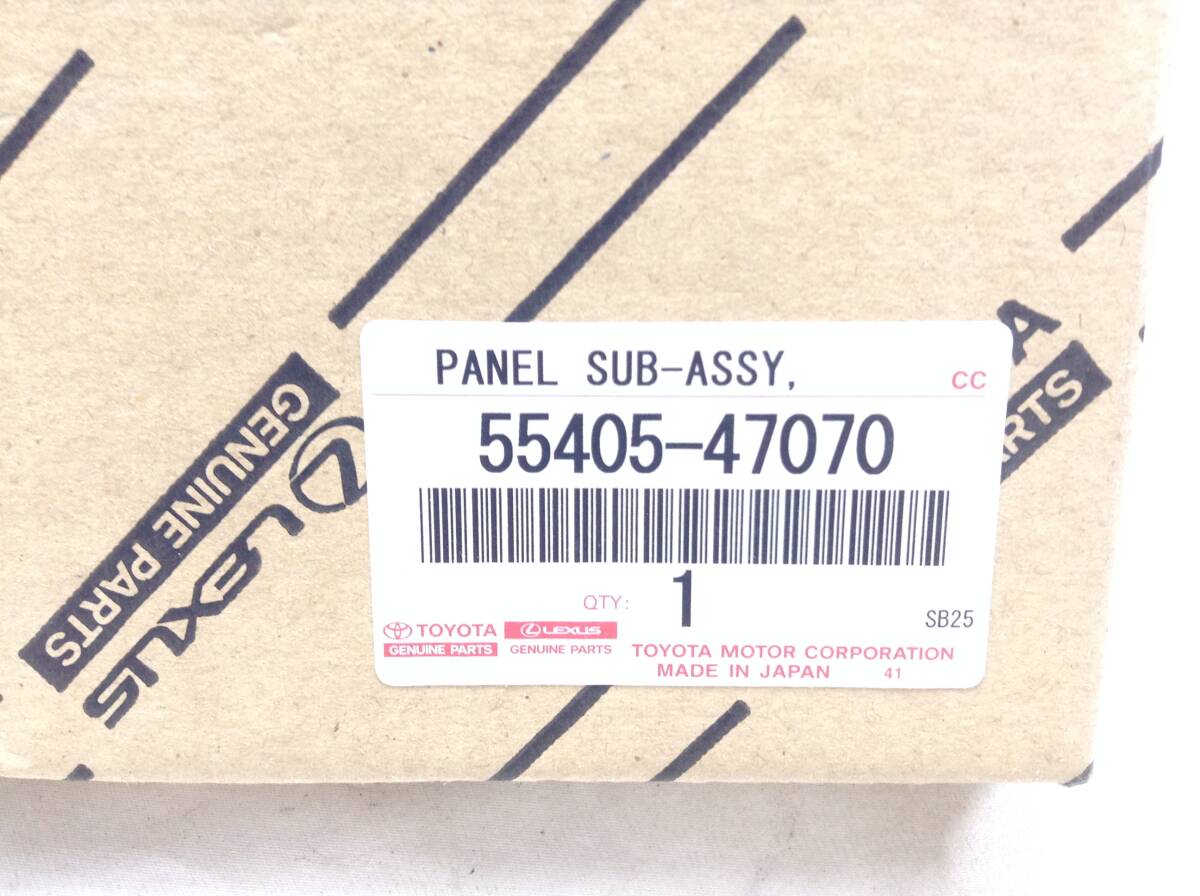 PANEL SUB-ASSY,
CC
55405-47070
QTY: 1
SB25
TOYOTA
LEXUS
GENUINE PARTS
GENUINE PARTS
TOYOTA MOTOR CORPORATION
MADE IN JAPAN 41
GENUINE PARTS
LEXUS